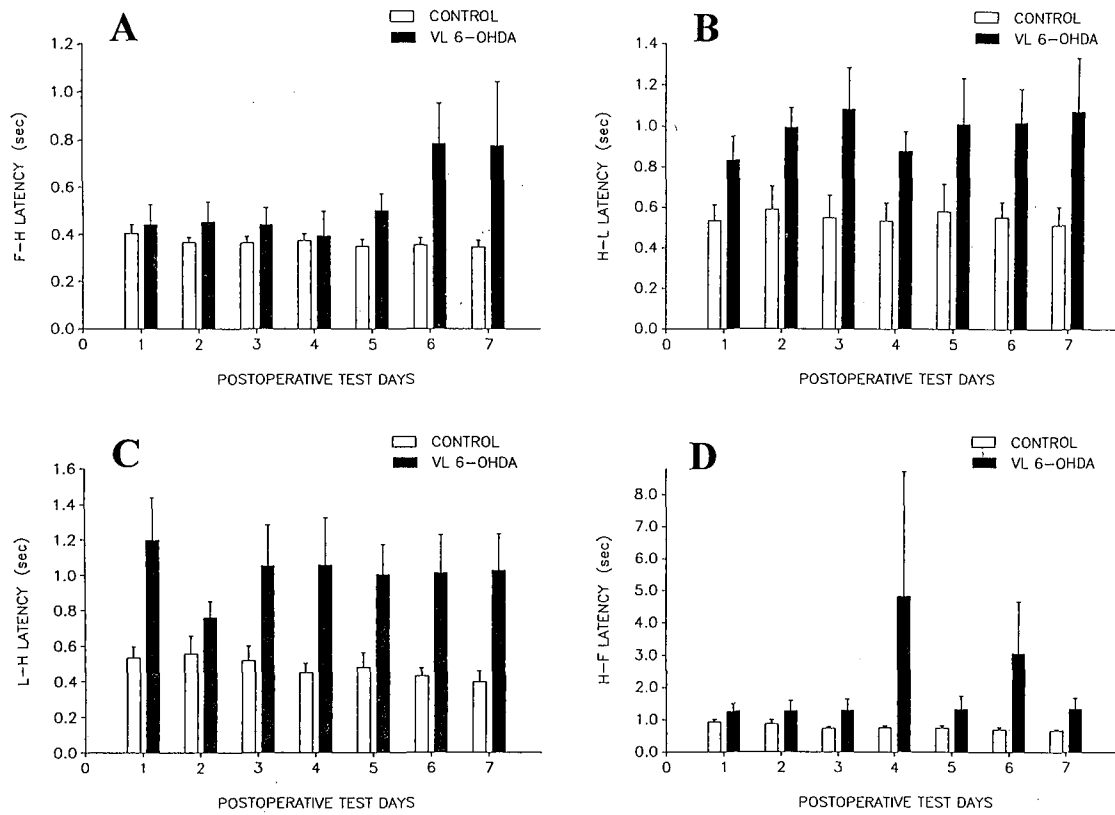 A
CONTROL
VL 6-OHDA
1.2
1.0
0.8
0.6
0.4
0.2
0.0
F-H LATENCY (sec)
0 1 2 3 4 5 6 7
POSTOPERATIVE TEST DAYS
B
CONTROL
VL 6-OHDA
1.4
1.2
1.0
0.8
0.6
0.4
0.2
0.0
H-L LATENCY (sec)
0 1 2 3 4 5 6 7
POSTOPERATIVE TEST DAYS
C
CONTROL
VL 6-OHDA
1.6
1.4
1.2
1.0
0.8
0.6
0.4
0.2
0.0
L-H LATENCY (sec)
0 1 2 3 4 5 6 7
POSTOPERATIVE TEST DAYS
D
CONTROL
VL 6-OHDA
8.0
7.0
6.0
5.0
4.0
3.0
2.0
1.0
0.0
H-F LATENCY (sec)
0 1 2 3 4 5 6 7
POSTOPERATIVE TEST DAYS